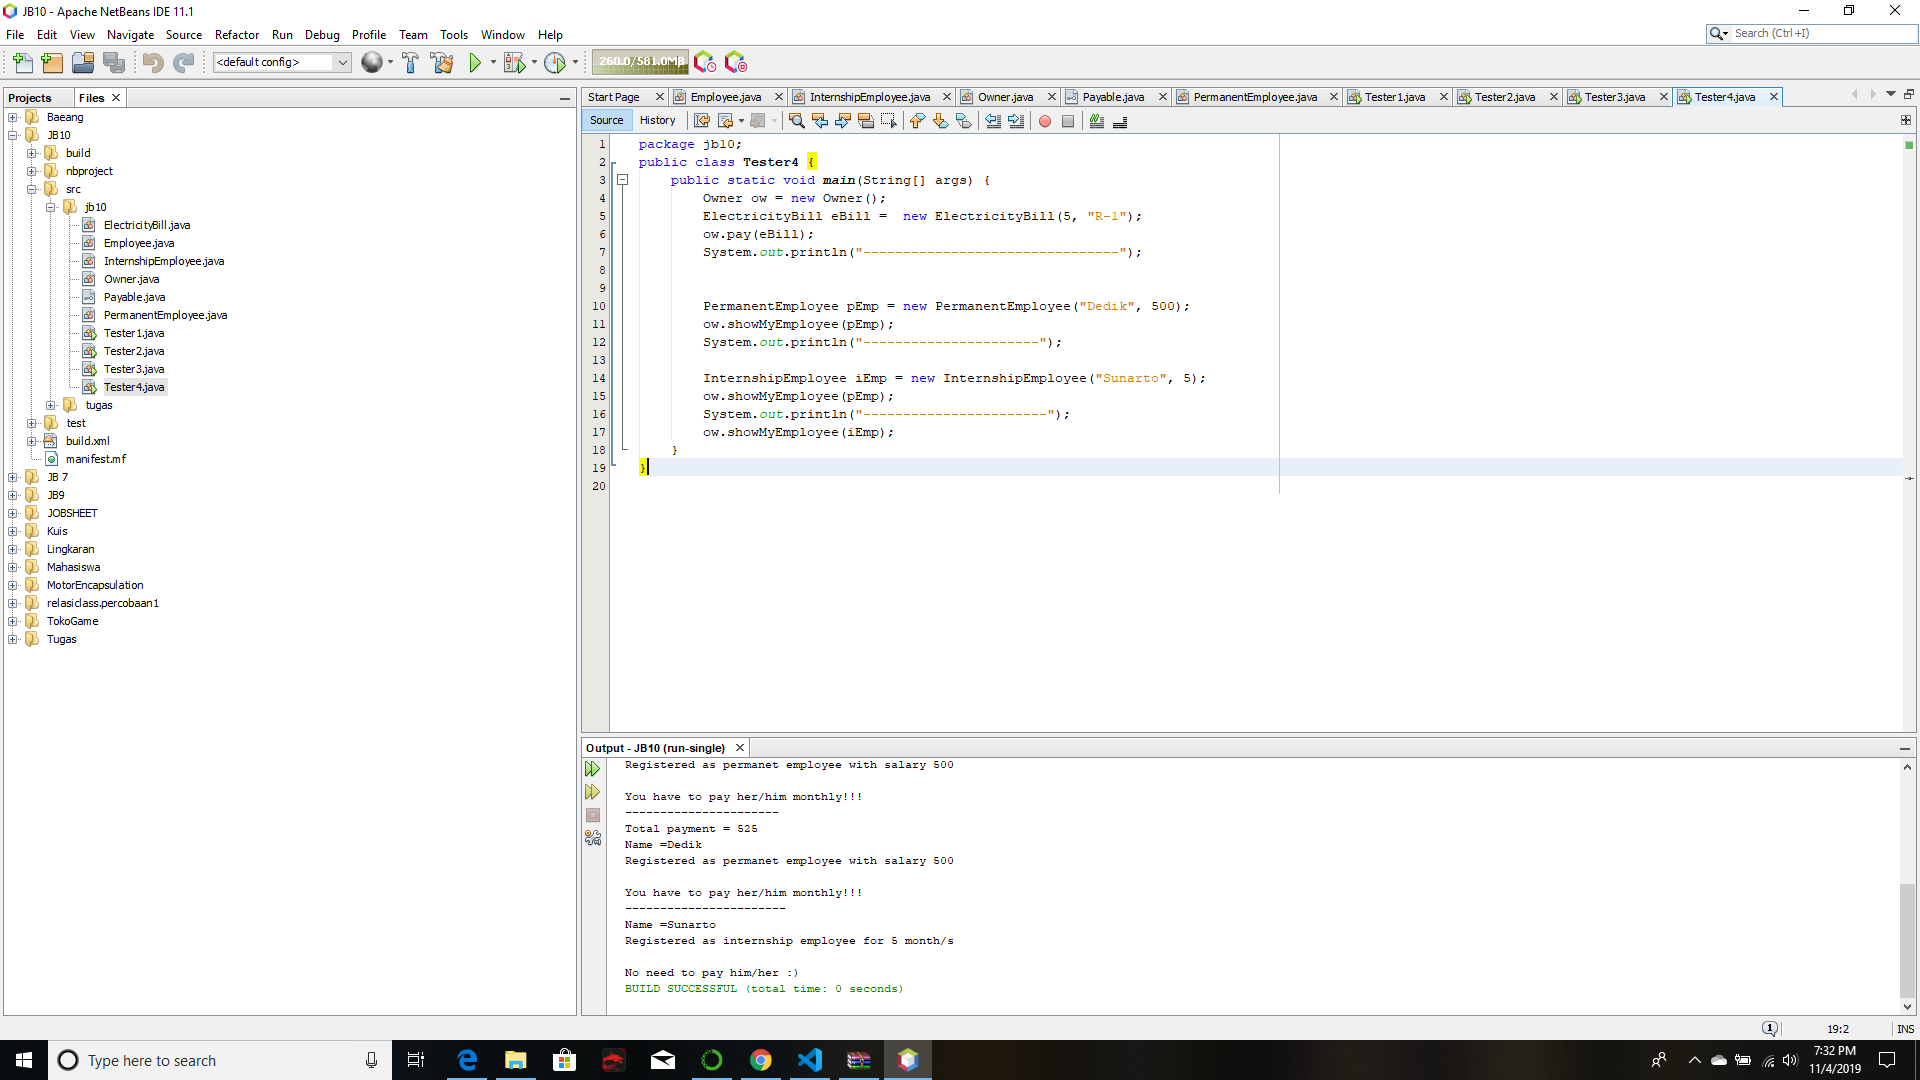 JB10 - Apache NetBeans IDE 11.1
File Edit View Navigate Source Refactor Run Debug Profile Team Tools Window Help
Search (Ctrl+I)
<default config>
260.0/581.0MB
Projects Files
Baeang
JB10
build
nbproject
src
jb10
ElectricityBill.java
Employee.java
InternshipEmployee.java
Owner.java
Payable.java
PermanentEmployee.java
Tester1.java
Tester2.java
Tester3.java
Tester4.java
tugas
test
build.xml
manifest.mf
JB 7
JB9
JOBSHEET
Kuis
Lingkaran
Mahasiswa
MotorEncapsulation
relasiclass.percobaan1
TokoGame
Tugas
Start Page Employee.java InternshipEmployee.java Owner.java Payable.java PermanentEmployee.java Tester1.java Tester2.java Tester3.java Tester4.java
Source History
1 package jb10;
2 public class Tester4 {
3 public static void main(String[] args) {
4 Owner ow = new Owner();
5 ElectricityBill eBill =  new ElectricityBill(5, "R-1");
6 ow.pay(eBill);
7 System.out.println("--------------------------------");
8
9
10 PermanentEmployee pEmp = new PermanentEmployee("Dedik", 500);
11 ow.showMyEmployee(pEmp);
12 System.out.println("----------------------");
13
14 InternshipEmployee iEmp = new InternshipEmployee("Sunarto", 5);
15 ow.showMyEmployee(pEmp);
16 System.out.println("-----------------------");
17 ow.showMyEmployee(iEmp);
18 }
19 }
20
Output - JB10 (run-single)
Registered as permanet employee with salary 500
You have to pay her/him monthly!!!
----------------------
Total payment = 525
Name =Dedik
Registered as permanet employee with salary 500
You have to pay her/him monthly!!!
-----------------------
Name =Sunarto
Registered as internship employee for 5 month/s
No need to pay him/her :)
BUILD SUCCESSFUL (total time: 0 seconds)
1 19:2 INS
Type here to search
7:32 PM
11/4/2019